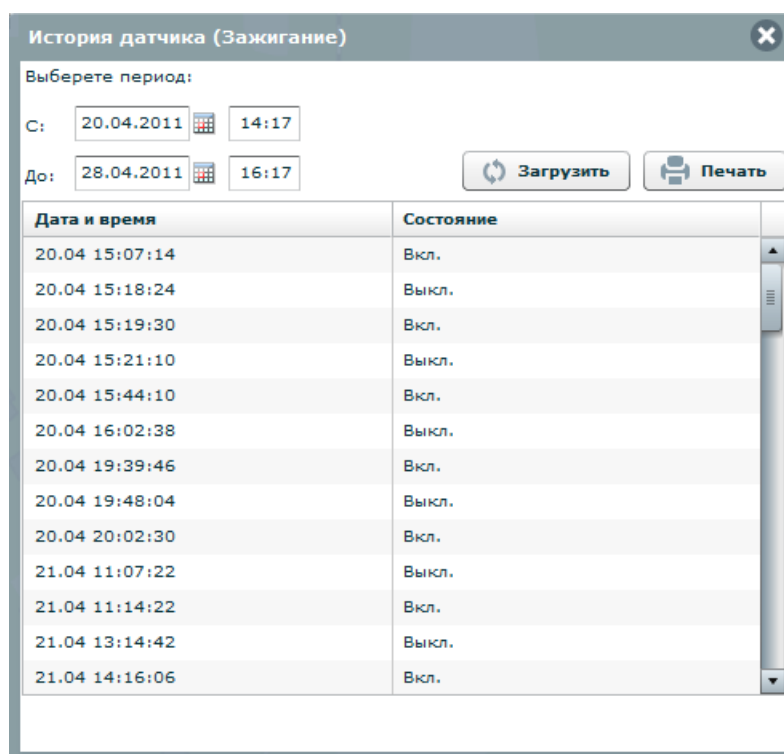 История датчика (Зажигание)
Выберете период:
С: 20.04.2011 14:17
До: 28.04.2011 16:17 Загрузить Печать
Дата и время Состояние
20.04 15:07:14 Вкл.
20.04 15:18:24 Выкл.
20.04 15:19:30 Вкл.
20.04 15:21:10 Выкл.
20.04 15:44:10 Вкл.
20.04 16:02:38 Выкл.
20.04 19:39:46 Вкл.
20.04 19:48:04 Выкл.
20.04 20:02:30 Вкл.
21.04 11:07:22 Выкл.
21.04 11:14:22 Вкл.
21.04 13:14:42 Выкл.
21.04 14:16:06 Вкл.